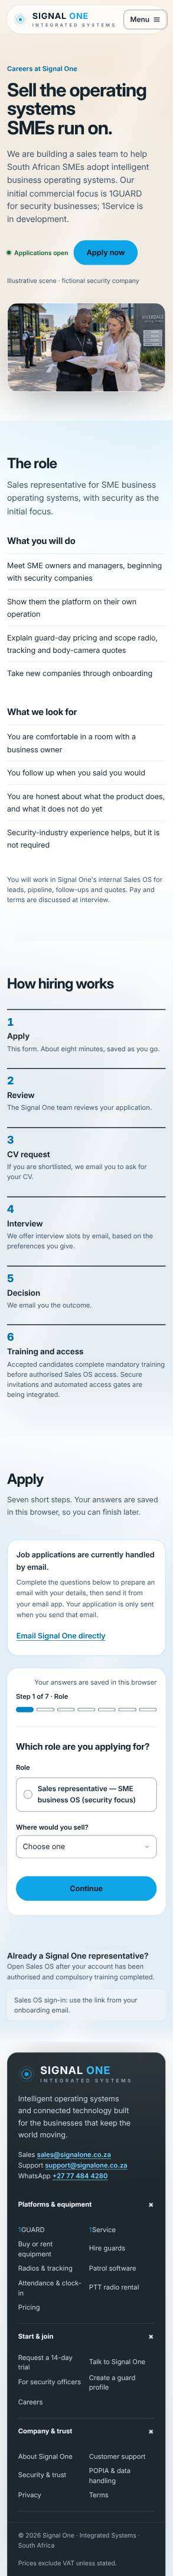 SIGNAL ONE
INTEGRATED SYSTEMS
Menu
Careers at Signal One
Sell the operating
systems
SMEs run on.
We are building a sales team to help
South African SMEs adopt intelligent
business operating systems. Our
initial commercial focus is 1GUARD
for security businesses; 1Service is
in development.
Applications open
Apply now
Illustrative scene · fictional security company
The role
Sales representative for SME business
operating systems, with security as the
initial focus.
What you will do
Meet SME owners and managers, beginning
with security companies
Show them the platform on their own
operation
Explain guard-day pricing and scope radio,
tracking and body-camera quotes
Take new companies through onboarding
What we look for
You are comfortable in a room with a
business owner
You follow up when you said you would
You are honest about what the product does,
and what it does not do yet
Security-industry experience helps, but it is
not required
You will work in Signal One's internal Sales OS for
leads, pipeline, follow-ups and quotes. Pay and
terms are discussed at interview.
How hiring works
1
Apply
This form. About eight minutes, saved as you go.
2
Review
The Signal One team reviews your application.
3
CV request
If you are shortlisted, we email you to ask for
your CV.
4
Interview
We offer interview slots by email, based on the
preferences you give.
5
Decision
We email you the outcome.
6
Training and access
Accepted candidates complete mandatory training
before authorised Sales OS access. Secure
invitations and automated access gates are
being integrated.
Apply
Seven short steps. Your answers are saved
in this browser, so you can finish later.
Job applications are currently handled
by email.
Complete the questions below to prepare an
email with your details, then send it from
your email app. Your application is only sent
when you send that email.
Email Signal One directly
Your answers are saved in this browser
Step 1 of 7 · Role
Which role are you applying for?
Role
Sales representative — SME
business OS (security focus)
Where would you sell?
Choose one
Continue
Already a Signal One representative?
Open Sales OS after your account has been
authorised and compulsory training completed.
Sales OS sign-in: use the link from your
onboarding email.
SIGNAL ONE
INTEGRATED SYSTEMS
Intelligent operating systems
and connected technology built
for the businesses that keep the
world moving.
Sales sales@signalone.co.za
Support support@signalone.co.za
WhatsApp +27 77 484 4280
Platforms & equipment
1GUARD
1Service
Buy or rent
equipment
Hire guards
Radios & tracking
Patrol software
Attendance & clock-
in
PTT radio rental
Pricing
Start & join
Request a 14-day
trial
Talk to Signal One
For security officers
Create a guard
profile
Careers
Company & trust
About Signal One
Customer support
Security & trust
POPIA & data
handling
Privacy
Terms
© 2026 Signal One · Integrated Systems ·
South Africa
Prices exclude VAT unless stated.